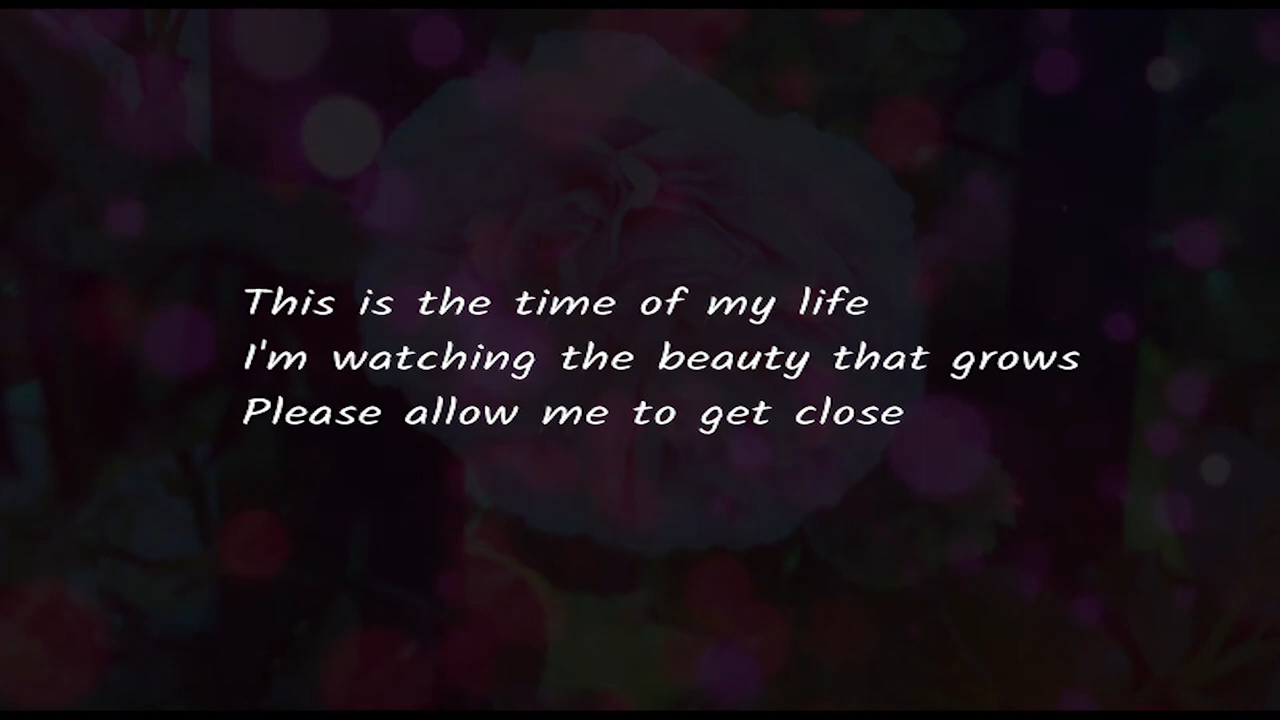 This is the time of my life
I'm watching the beauty that grows
Please allow me to get close